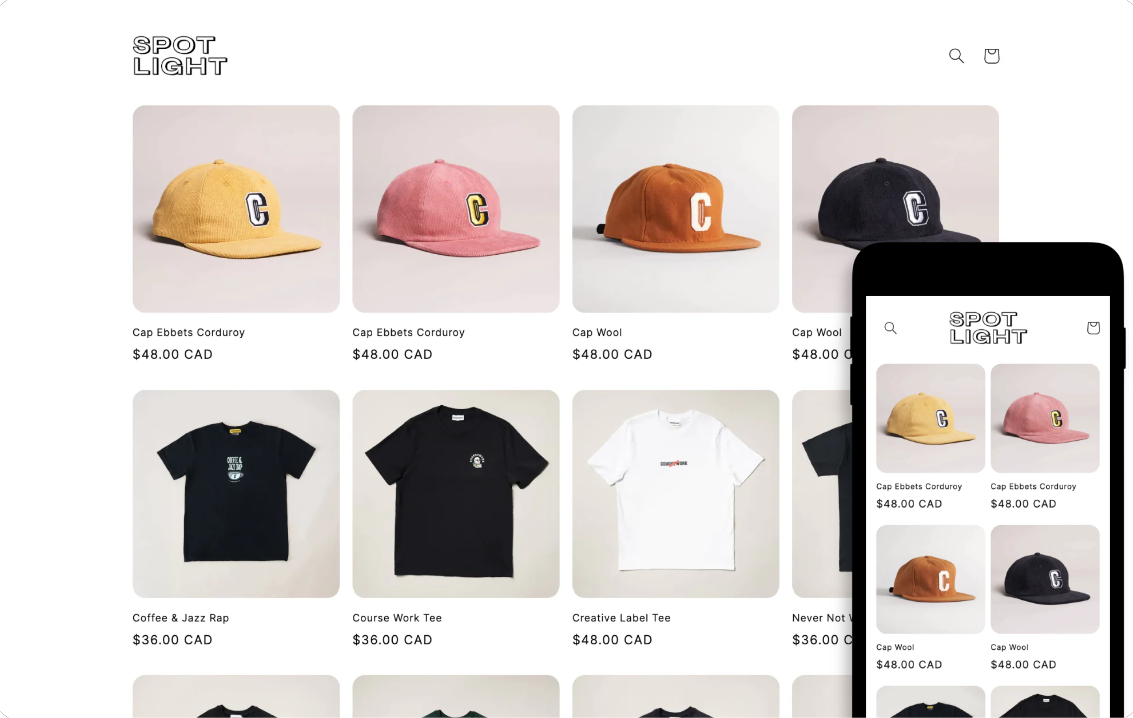 SPOT
LIGHT
C
C
C
C
Cap Ebbets Corduroy
$48.00 CAD
Cap Ebbets Corduroy
$48.00 CAD
Cap Wool
$48.00 CAD
Cap Wool
$48.00
COFFEE &
JAZZ RAP
Coffee & Jazz Rap
$36.00 CAD
Course Work Tee
$36.00 CAD
Creative Label Tee
$48.00 CAD
Never Not
$36.00
SPOT
LIGHT
C
C
Cap Ebbets Corduroy
$48.00 CAD
Cap Ebbets Corduroy
$48.00 CAD
C
C
Cap Wool
$48.00 CAD
Cap Wool
$48.00 CAD